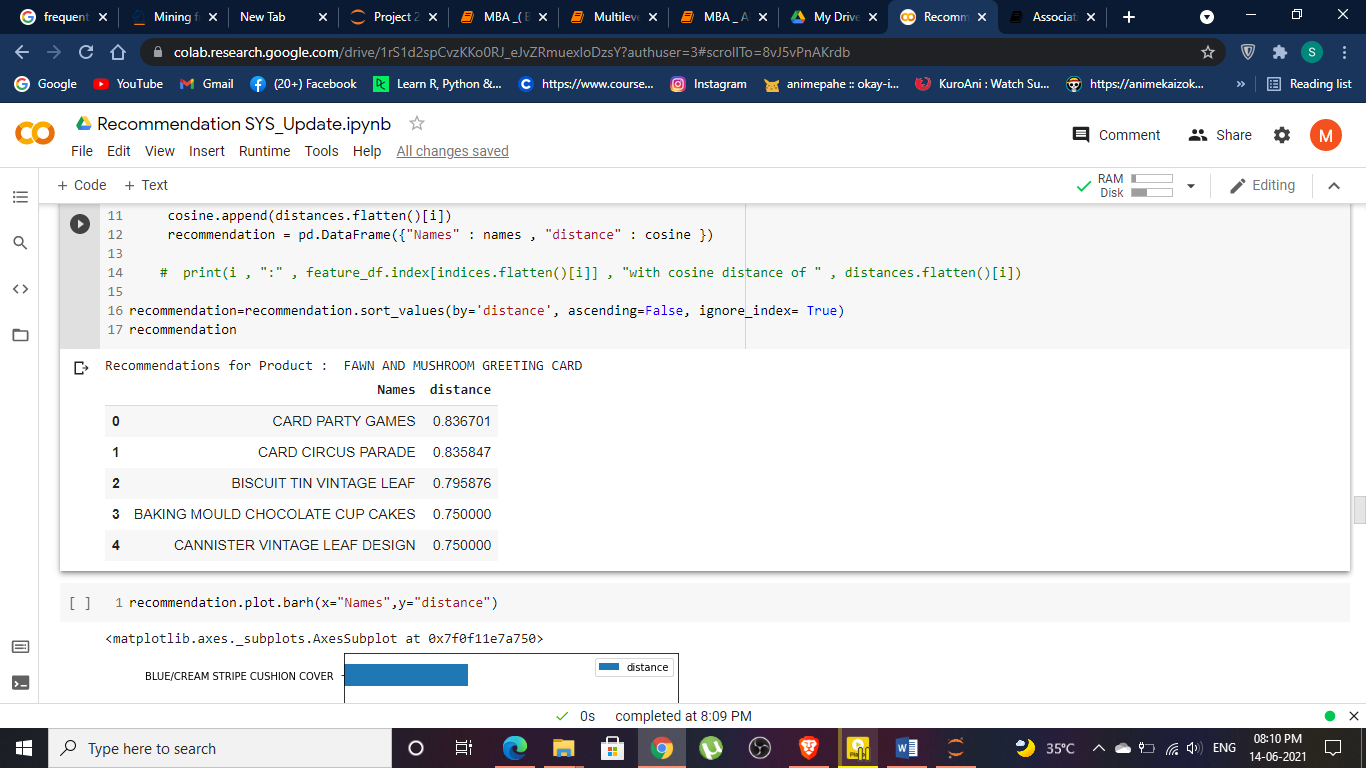 frequent
Mining f
New Tab
Project 2
MBA _( B
Multileve
MBA _ A
My Drive
Recomm
Associat
colab.research.google.com/drive/1rS1d2spCvzKKo0RJ_eJvZRmuexloDzsY?authuser=3#scrollTo=8vJ5vPnAKrdb
S
Google
YouTube
Gmail
(20+) Facebook
Learn R, Python &...
https://www.course...
Instagram
animepahe :: okay-i...
KuroAni : Watch Su...
https://animekaizok...
»
Reading list
Recommendation SYS_Update.ipynb
Comment
Share
M
File Edit View Insert Runtime Tools Help All changes saved
+ Code + Text
RAM
Disk
Editing
11 cosine.append(distances.flatten()[i])
12 recommendation = pd.DataFrame({"Names" : names , "distance" : cosine })
13
14 # print(i , ":" , feature_df.index[indices.flatten()[i]] , "with cosine distance of " , distances.flatten()[i])
15
16 recommendation=recommendation.sort_values(by='distance', ascending=False, ignore_index= True)
17 recommendation
Recommendations for Product : FAWN AND MUSHROOM GREETING CARD
Names distance
0 CARD PARTY GAMES 0.836701
1 CARD CIRCUS PARADE 0.835847
2 BISCUIT TIN VINTAGE LEAF 0.795876
3 BAKING MOULD CHOCOLATE CUP CAKES 0.750000
4 CANNISTER VINTAGE LEAF DESIGN 0.750000
[ ] 1 recommendation.plot.barh(x="Names",y="distance")
<matplotlib.axes._subplots.AxesSubplot at 0x7f0f11e7a750>
distance
BLUE/CREAM STRIPE CUSHION COVER
0s completed at 8:09 PM
Type here to search
35°C
ENG
08:10 PM
14-06-2021